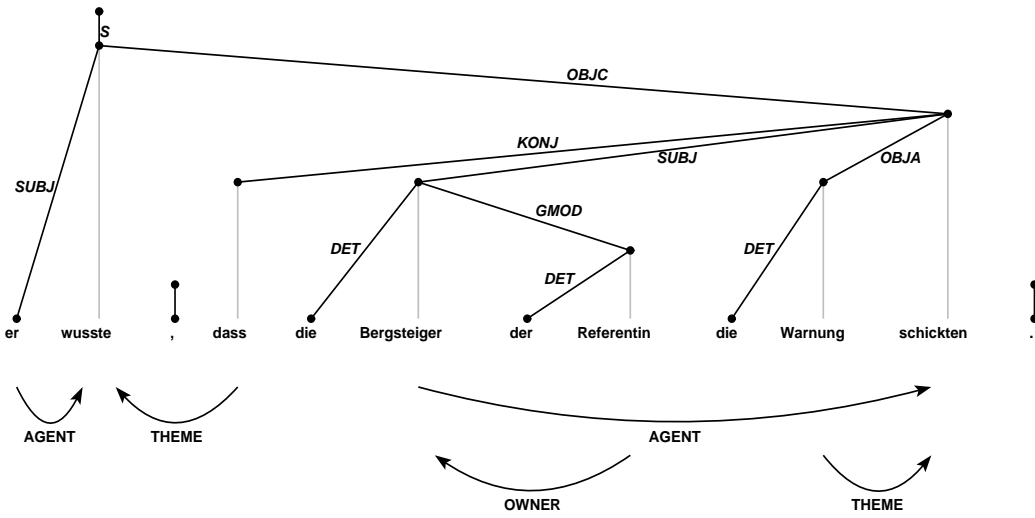 S
OBJC
KONJ
SUBJ
OBJA
SUBJ
GMOD
DET
DET
DET
er wusste , dass die Bergsteiger der Referentin die Warnung schickten .
AGENT THEME AGENT
OWNER THEME